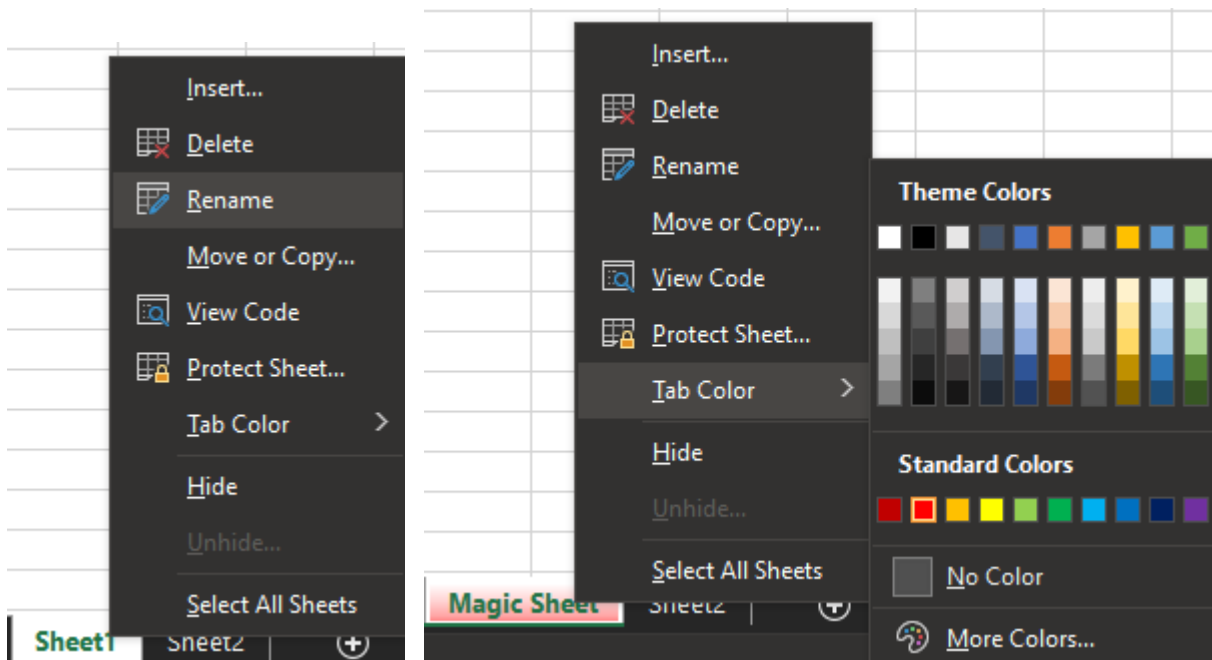 Insert...
Delete
Rename
Move or Copy...
View Code
Protect Sheet...
Tab Color
Hide
Unhide...
Select All Sheets
Sheet1
Sheet2
Insert...
Delete
Rename
Move or Copy...
View Code
Protect Sheet...
Tab Color
Hide
Unhide...
Select All Sheets
Magic Sheet
Sheet2
Theme Colors
Standard Colors
No Color
More Colors...